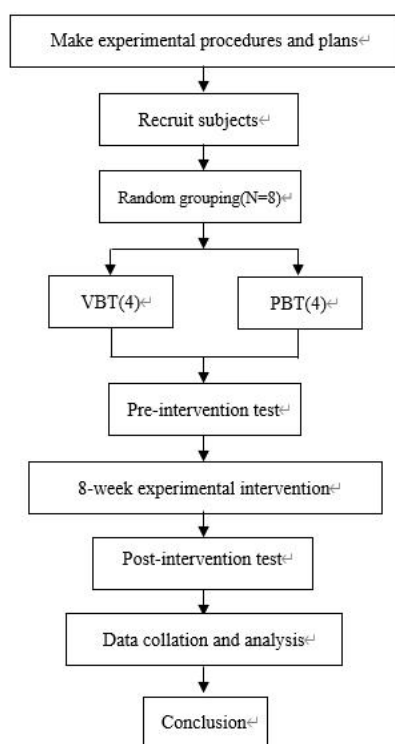 Make experimental procedures and plans↵
Recruit subjects↵
Random grouping(N=8)↵
VBT(4)↵
PBT(4)↵
Pre-intervention test↵
8-week experimental intervention↵
Post-intervention test↵
Data collation and analysis↵
Conclusion↵